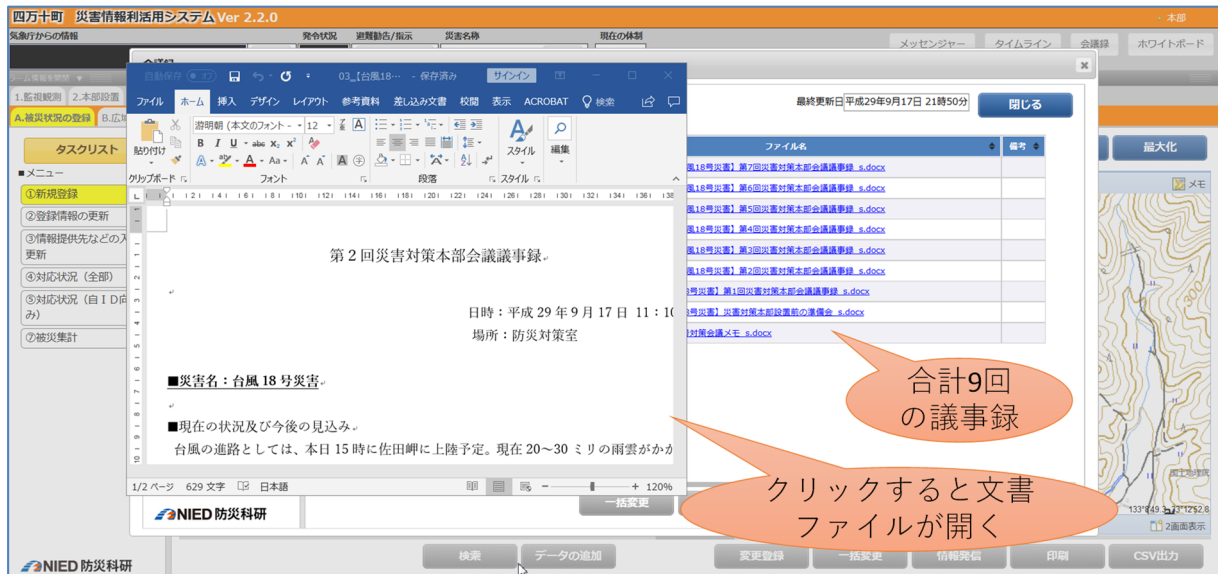 四万十町 災害情報利活用システム Ver 2.2.0
・本部
気象庁からの情報
発令状況 避難勧告/指示 災害名称 現在の体制
メッセンジャー タイムライン 会議録 ホワイトボード
1.監視観測 2.本部設置
A.被災状況の登録 B.広
タスクリスト
■メニュー
①新規登録
②登録情報の更新
③情報提供先などの入
更新
④対応状況（全部）
⑤対応状況（自ＩＤ向
み）
⑦被災集計
自動保存 オフ 03_【台風18… - 保存済み サインイン
ファイル ホーム 挿入 デザイン レイアウト 参考資料 差し込み文書 校閲 表示 ACROBAT 検索
貼り付け 游明朝 (本文のフォント - 12 スタイル 編集
クリップボード フォント 段落 スタイル
第 2 回災害対策本部会議議事録
日時：平成 29 年 9 月 17 日 11：10
場所：防災対策室
■災害名：台風 18 号災害
■現在の状況及び今後の見込み
台風の進路としては、本日 15 時に佐田岬に上陸予定。現在 20～30 ミリの雨雲がかか
1/2 ページ 629 文字 日本語 120%
最終更新日 平成29年9月17日 21時50分 閉じる
ファイル名 備考
風18号災害】第7回災害対策本部会議議事録_s.docx
風18号災害】第6回災害対策本部会議議事録_s.docx
風18号災害】第5回災害対策本部会議議事録_s.docx
風18号災害】第4回災害対策本部会議議事録_s.docx
風18号災害】第3回災害対策本部会議議事録_s.docx
風18号災害】第2回災害対策本部会議議事録_s.docx
8号災害】第1回災害対策本部会議議事録_s.docx
8号災害】災害対策本部設置前の準備会_s.docx
対策会議メモ_s.docx
合計9回
の議事録
クリックすると文書
ファイルが開く
最大化
メモ
国土地理院
2画面表示
一括変更
NIED 防災科研
検索 データの追加 変更登録 一括変更 情報発信 印刷 CSV出力
NIED 防災科研